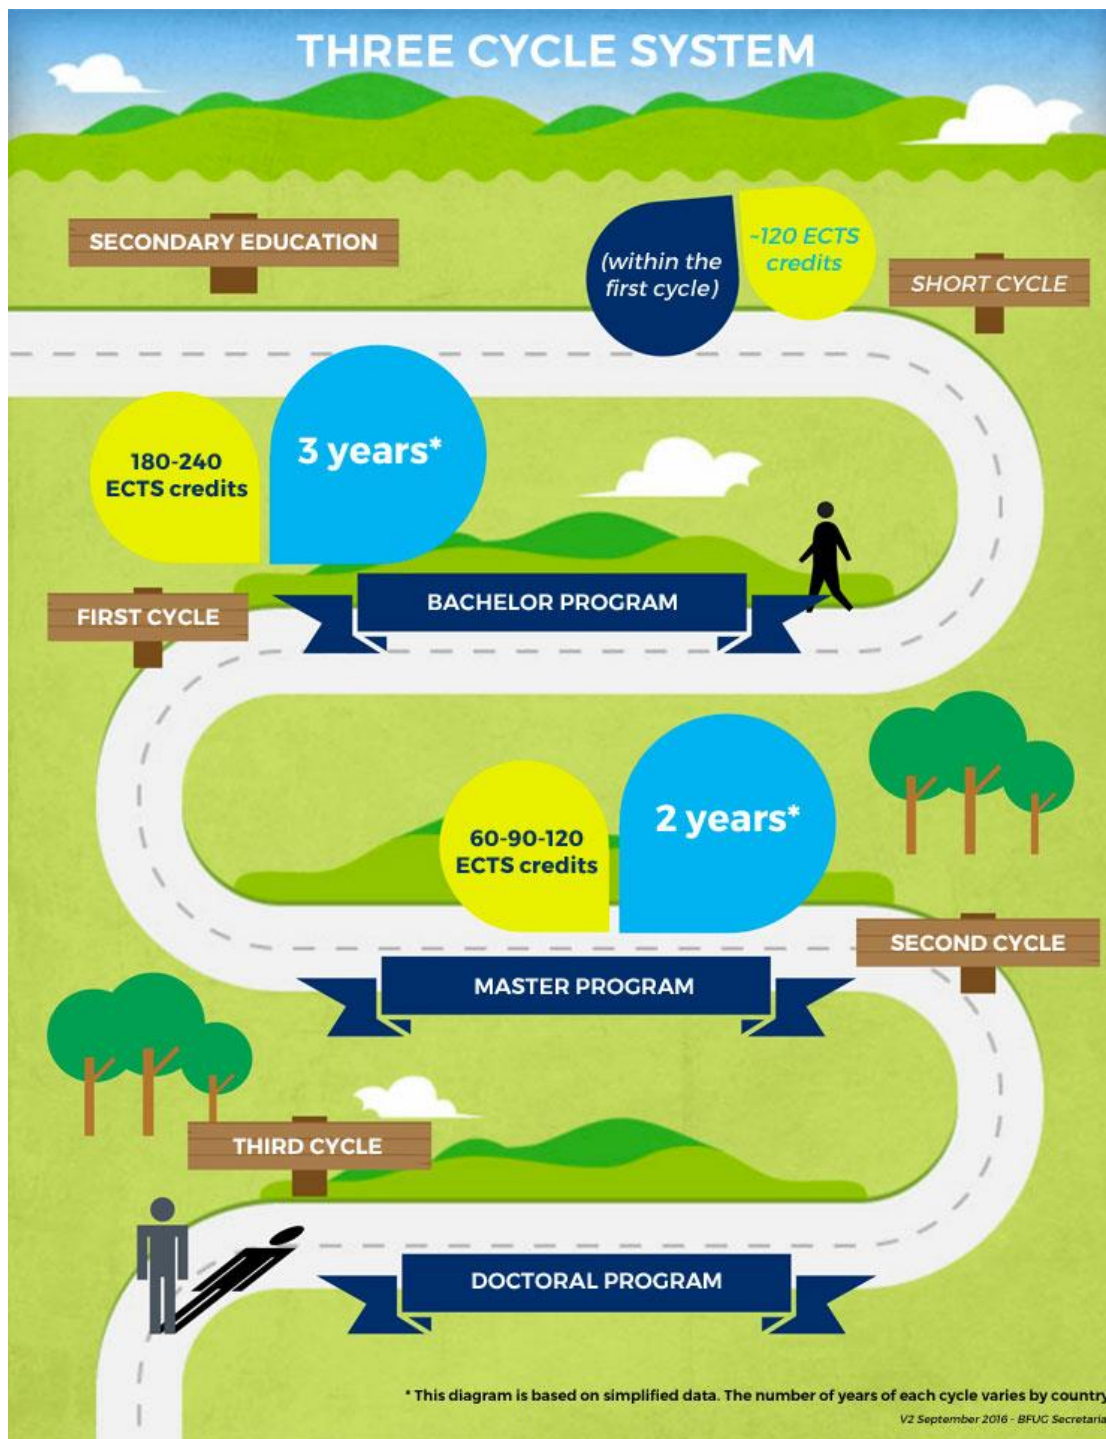 THREE CYCLE SYSTEM
SECONDARY EDUCATION
(within the
first cycle)
~120 ECTS
credits
SHORT CYCLE
180-240
ECTS credits
3 years*
BACHELOR PROGRAM
FIRST CYCLE
60-90-120
ECTS credits
2 years*
SECOND CYCLE
MASTER PROGRAM
THIRD CYCLE
DOCTORAL PROGRAM
* This diagram is based on simplified data. The number of years of each cycle varies by country
V2 September 2016 - BFUG Secretaria